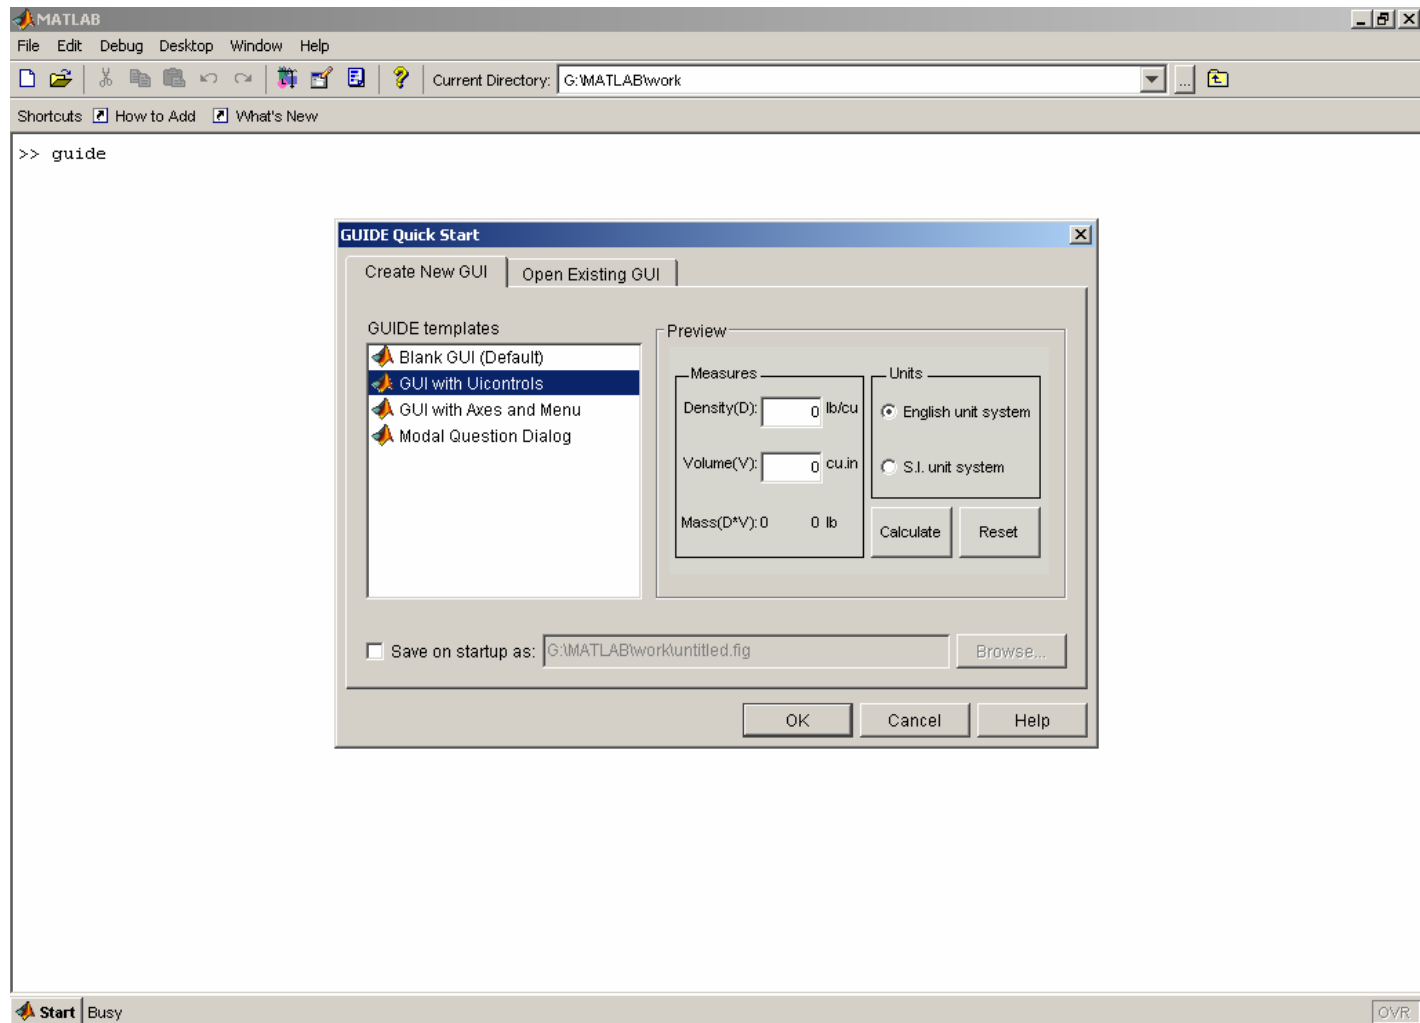 MATLAB
File Edit Debug Desktop Window Help
Current Directory: G:\MATLAB\work ...
Shortcuts How to Add What's New
>> guide
GUIDE Quick Start
Create New GUI Open Existing GUI
GUIDE templates
Blank GUI (Default)
GUI with Uicontrols
GUI with Axes and Menu
Modal Question Dialog
Preview
Measures
Density(D): 0 lb/cu
Volume(V): 0 cu.in
Mass(D*V): 0 0 lb
Units
English unit system
S.I. unit system
Calculate Reset
Save on startup as: G:\MATLAB\work\untitled.fig Browse...
OK Cancel Help
Start Busy OVR